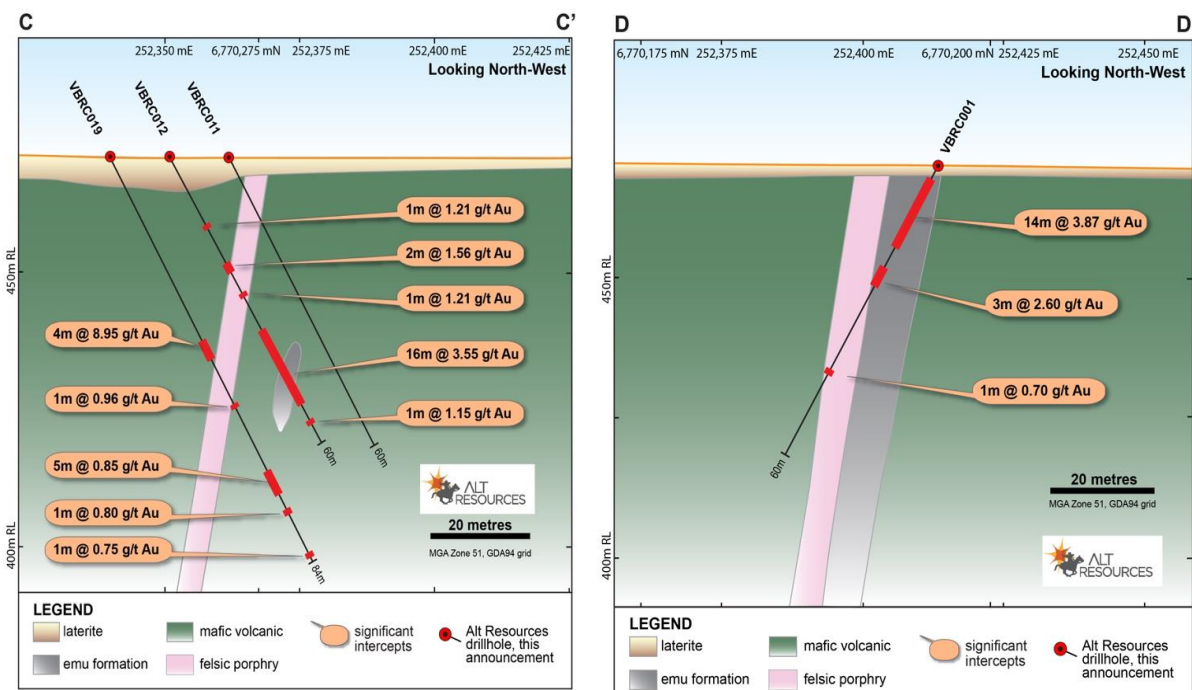 C
C'
252,350 mE
6,770,275 mN
252,375 mE
252,400 mE
252,425 mE
Looking North-West
VBRC019
VBRC012
VBRC011
1m @ 1.21 g/t Au
2m @ 1.56 g/t Au
1m @ 1.21 g/t Au
16m @ 3.55 g/t Au
1m @ 1.15 g/t Au
4m @ 8.95 g/t Au
1m @ 0.96 g/t Au
5m @ 0.85 g/t Au
1m @ 0.80 g/t Au
1m @ 0.75 g/t Au
60m
60m
84m
450m RL
400m RL
ALT
RESOURCES
20 metres
MGA Zone 51, GDA94 grid
LEGEND
laterite
mafic volcanic
emu formation
felsic porphry
significant
intercepts
Alt Resources
drillhole, this
announcement
D
D
6,770,175 mN
252,375 mE
252,400 mE
6,770,200 mN
252,425 mE
252,450 mE
Looking North-West
VBRC001
14m @ 3.87 g/t Au
3m @ 2.60 g/t Au
1m @ 0.70 g/t Au
60m
450m RL
400m RL
20 metres
MGA Zone 51, GDA94 grid
ALT
RESOURCES
LEGEND
laterite
mafic volcanic
emu formation
felsic porphry
significant
intercepts
Alt Resources
drillhole, this
announcement